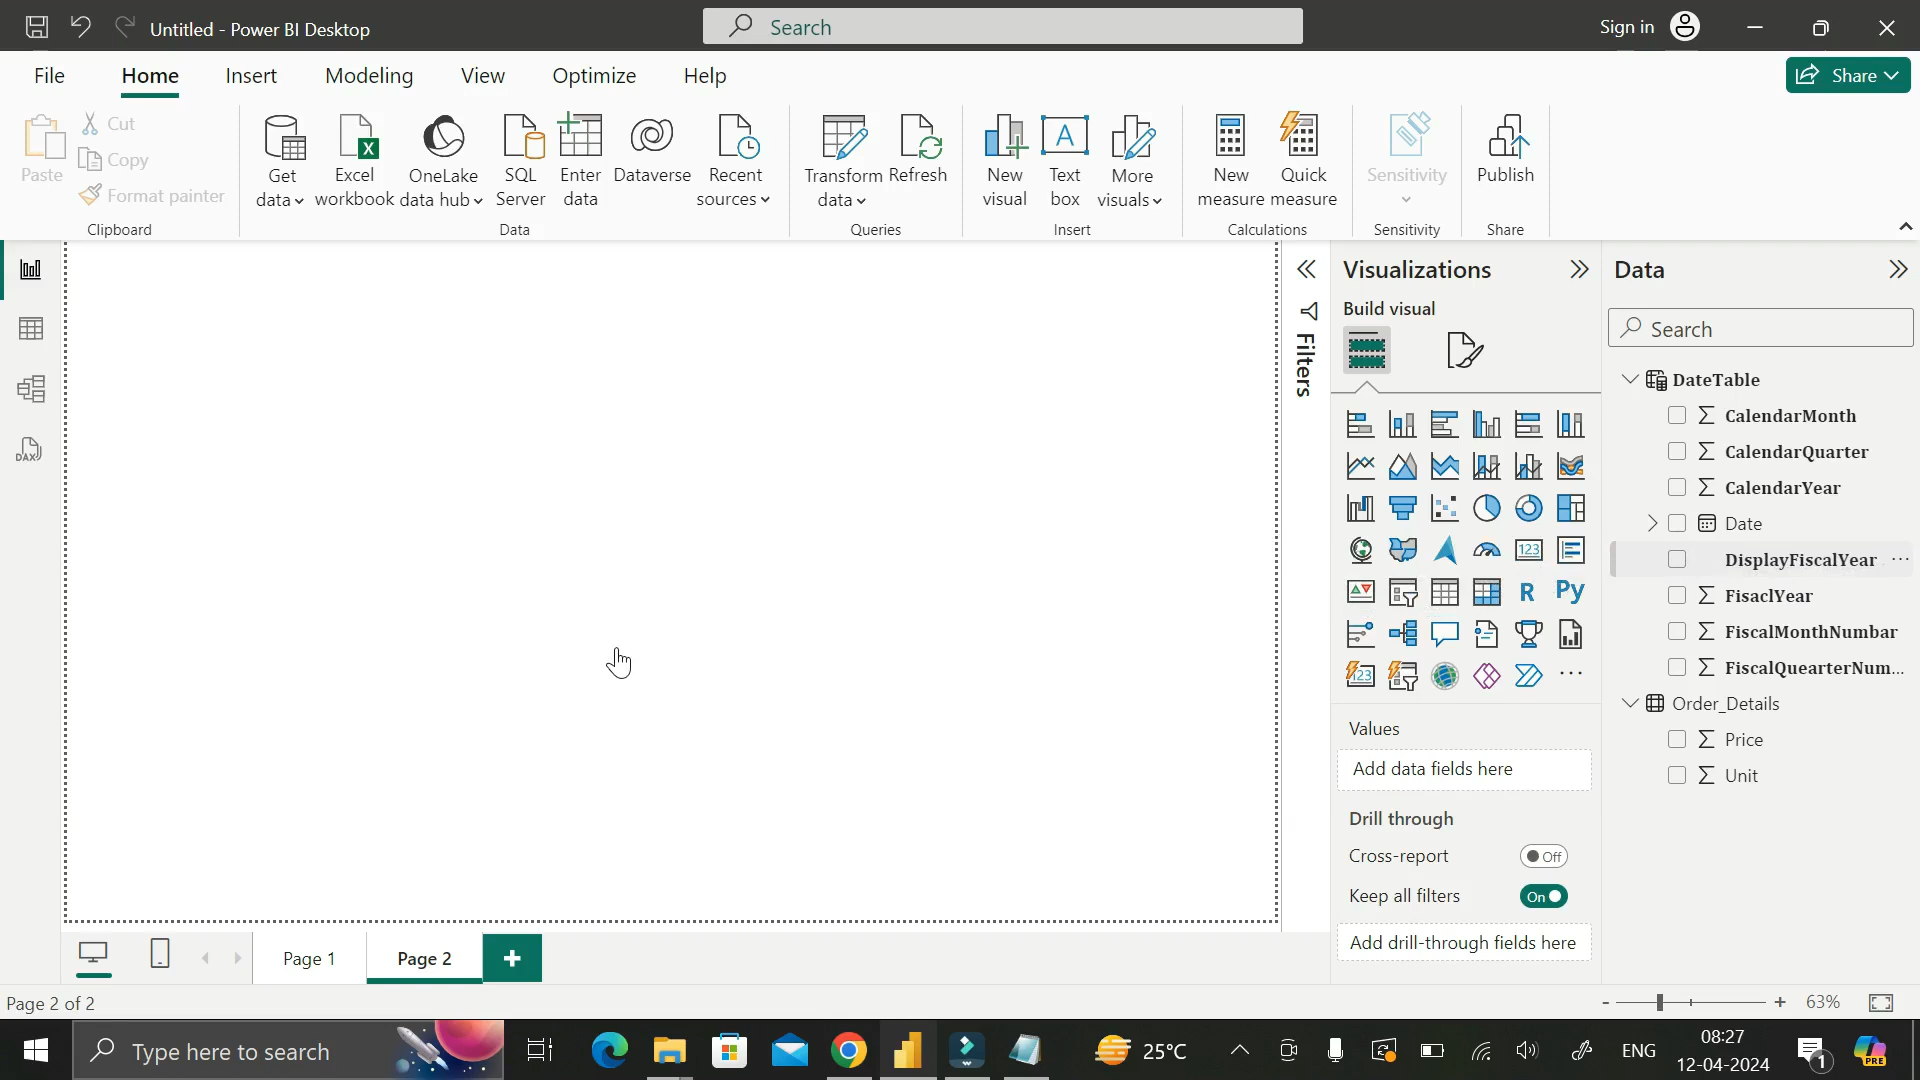 Untitled - Power BI Desktop
Search
Sign in
File Home Insert Modeling View Optimize Help
Share
Paste
Cut
Copy
Format painter
Clipboard
Get data
Excel workbook
OneLake data hub
SQL Server
Enter data
Dataverse
Recent sources
Data
Transform data
Refresh
Queries
New visual
Text box
More visuals
Insert
New measure
Quick measure
Calculations
Sensitivity
Sensitivity
Publish
Share
Filters
Visualizations
Build visual
Values
Add data fields here
Drill through
Cross-report
Off
Keep all filters
On
Add drill-through fields here
Data
Search
DateTable
CalendarMonth
CalendarQuarter
CalendarYear
Date
DisplayFiscalYear
FisaclYear
FiscalMonthNumbar
FiscalQuearterNum...
Order_Details
Price
Unit
DAX
123
R
Py
123
A
X
Page 1
Page 2
Page 2 of 2
63%
Type here to search
25°C
ENG
08:27
12-04-2024
1
PRE